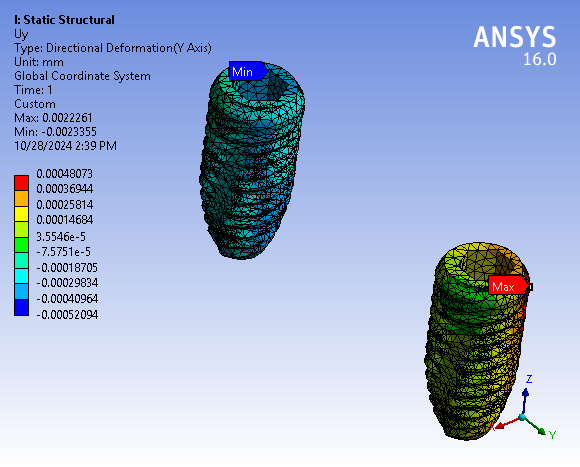 I: Static Structural
Uy
Type: Directional Deformation(Y Axis)
Unit: mm
Global Coordinate System
Time: 1
Custom
Max: 0.0022261
Min: -0.0023355
10/28/2024 2:39 PM
ANSYS
16.0
0.00048073
0.00036944
0.00025814
0.00014684
3.5546e-5
-7.5751e-5
-0.00018705
-0.00029834
-0.00040964
-0.00052094
Min
Max
Z
X
Y